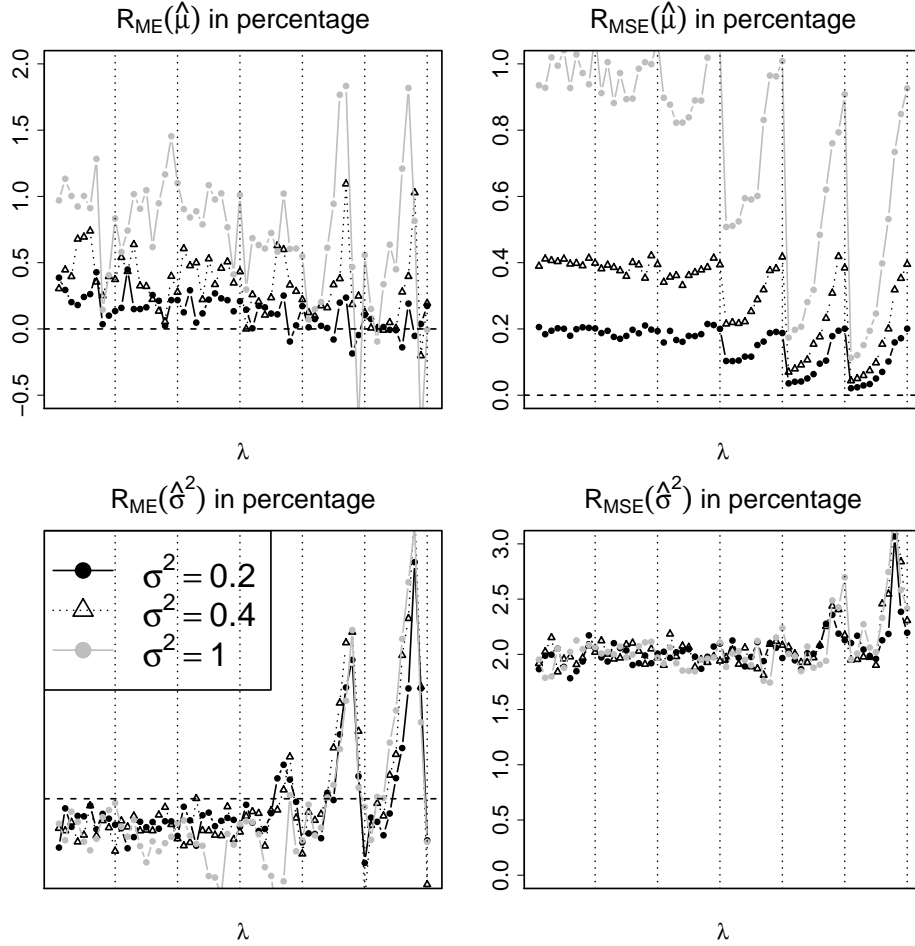 R_ME(μ̂) in percentage
2.0
1.5
1.0
0.5
0.0
−0.5
λ
R_MSE(μ̂) in percentage
1.0
0.8
0.6
0.4
0.2
0.0
λ
R_ME(σ̂²) in percentage
σ² = 0.2
σ² = 0.4
σ² = 1
λ
R_MSE(σ̂²) in percentage
3.0
2.5
2.0
1.5
1.0
0.5
0.0
λ